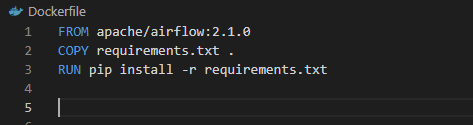 Dockerfile
1 FROM apache/airflow:2.1.0
2 COPY requirements.txt .
3 RUN pip install -r requirements.txt
4
5
6